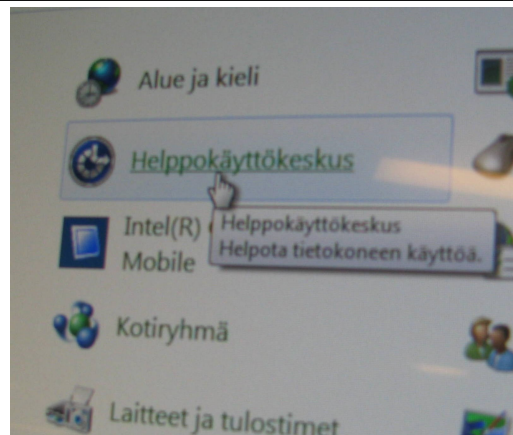 Alue ja kieli
Helppokäyttökeskus
Intel(R)
Mobile
Helppokäyttökeskus
Helpota tietokoneen käyttöä.
Kotiryhmä
Laitteet ja tulostimet